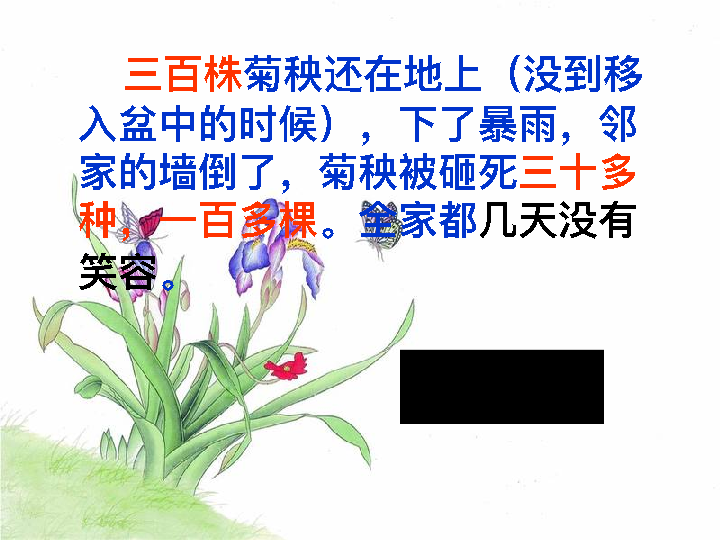 三百株菊秧还在地上（没到移
入盆中的时候），下了暴雨，邻
家的墙倒了，菊秧被砸死三十多
种，一百多棵。全家都几天没有
笑容。